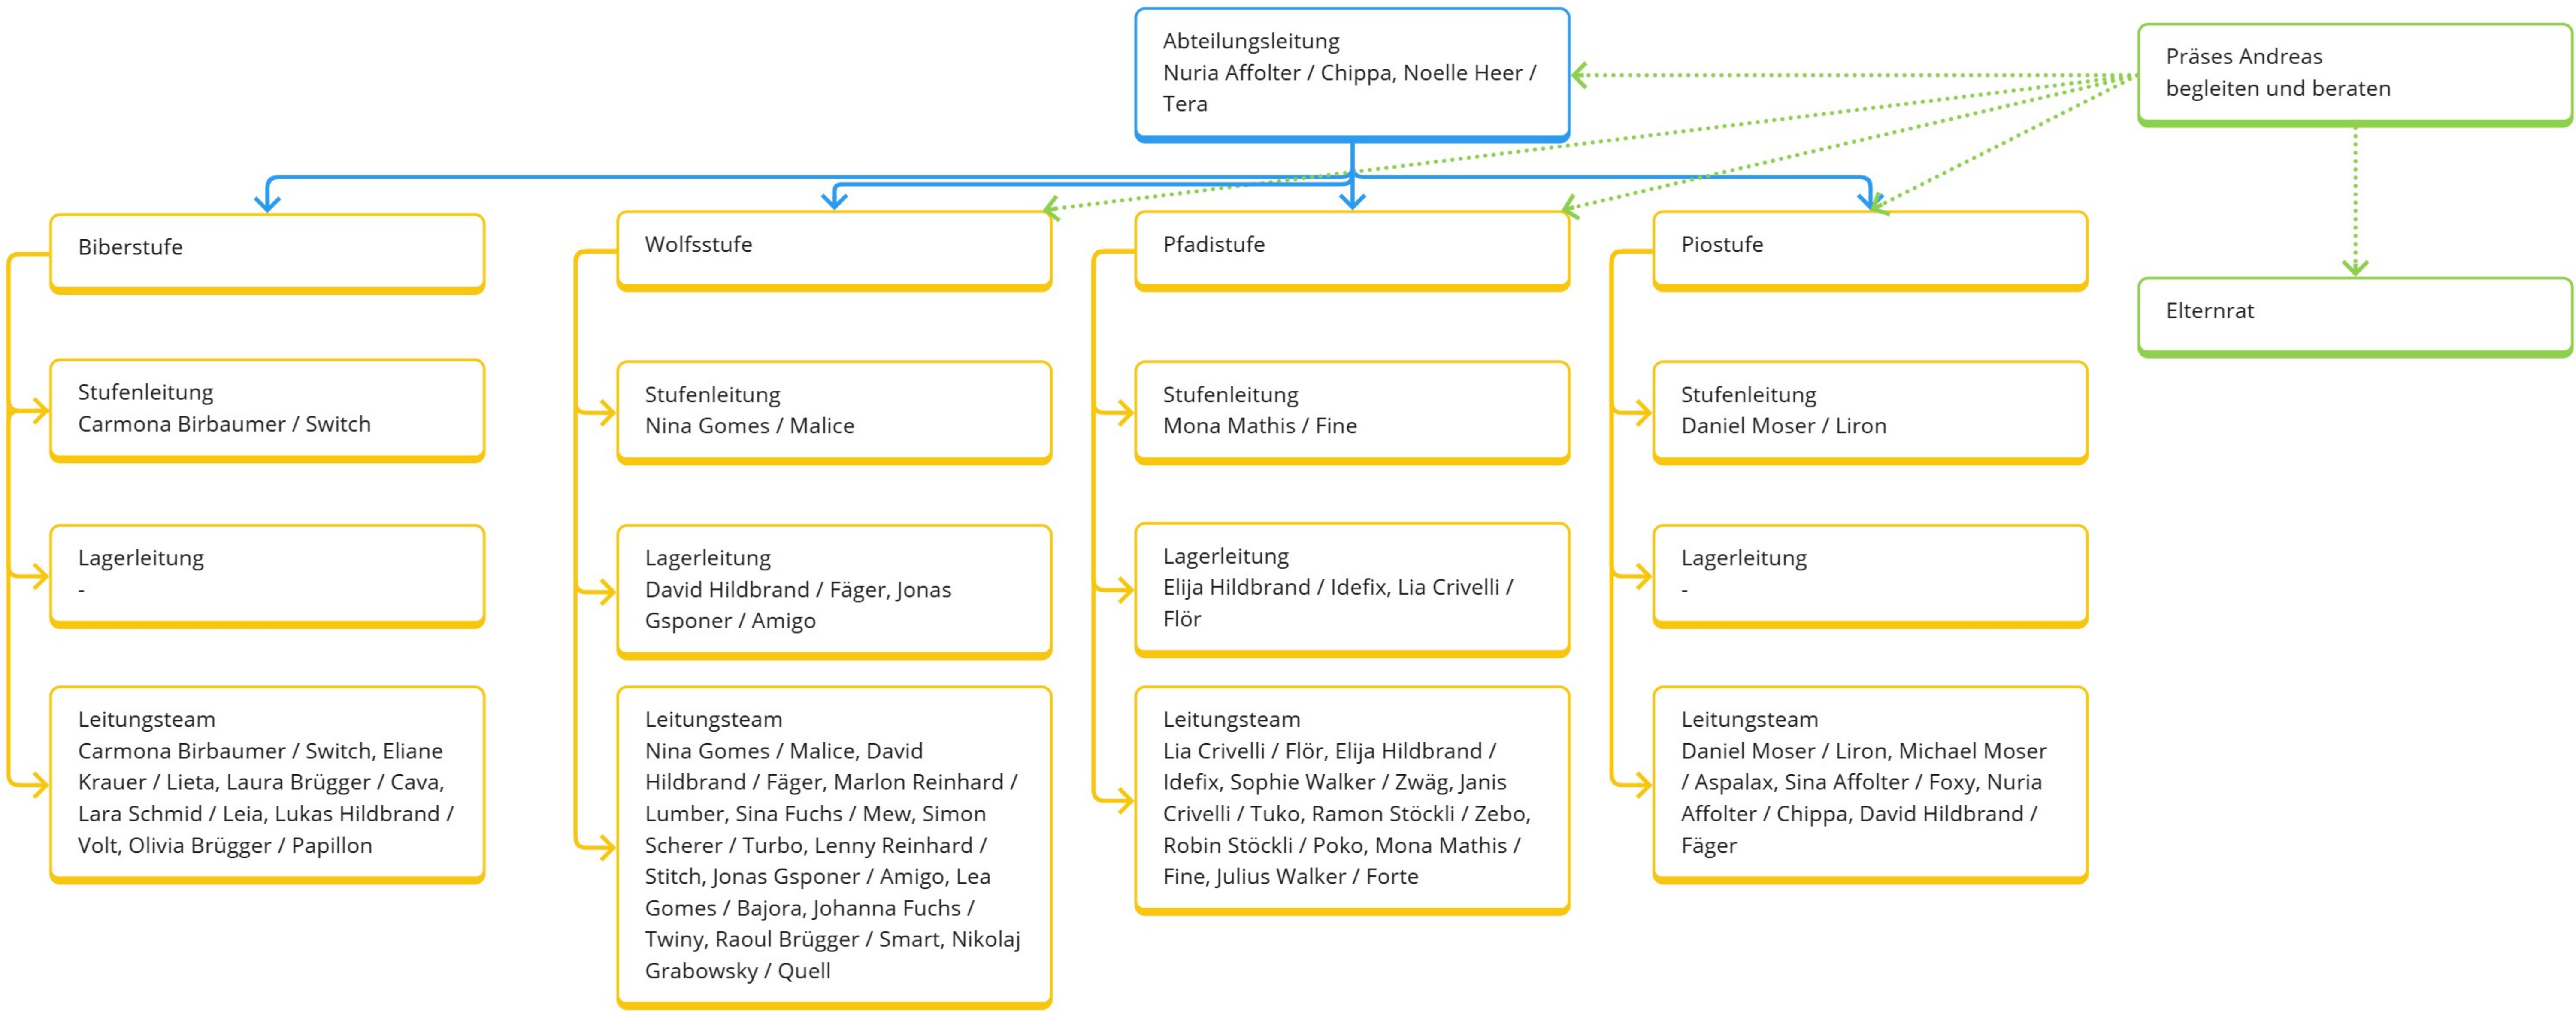 Abteilungsleitung
Nuria Affolter / Chippa, Noelle Heer /
Tera
Präses Andreas
begleiten und beraten
Biberstufe
Wolfsstufe
Pfadistufe
Piostufe
Elternrat
Stufenleitung
Carmona Birbaumer / Switch
Stufenleitung
Nina Gomes / Malice
Stufenleitung
Mona Mathis / Fine
Stufenleitung
Daniel Moser / Liron
Lagerleitung
-
Lagerleitung
David Hildbrand / Fäger, Jonas
Gsponer / Amigo
Lagerleitung
Elija Hildbrand / Idefix, Lia Crivelli /
Flör
Lagerleitung
-
Leitungsteam
Carmona Birbaumer / Switch, Eliane
Krauer / Lieta, Laura Brügger / Cava,
Lara Schmid / Leia, Lukas Hildbrand /
Volt, Olivia Brügger / Papillon
Leitungsteam
Nina Gomes / Malice, David
Hildbrand / Fäger, Marlon Reinhard /
Lumber, Sina Fuchs / Mew, Simon
Scherer / Turbo, Lenny Reinhard /
Stitch, Jonas Gsponer / Amigo, Lea
Gomes / Bajora, Johanna Fuchs /
Twiny, Raoul Brügger / Smart, Nikolaj
Grabowsky / Quell
Leitungsteam
Lia Crivelli / Flör, Elija Hildbrand /
Idefix, Sophie Walker / Zwäg, Janis
Crivelli / Tuko, Ramon Stöckli / Zebo,
Robin Stöckli / Poko, Mona Mathis /
Fine, Julius Walker / Forte
Leitungsteam
Daniel Moser / Liron, Michael Moser
/ Aspalax, Sina Affolter / Foxy, Nuria
Affolter / Chippa, David Hildbrand /
Fäger